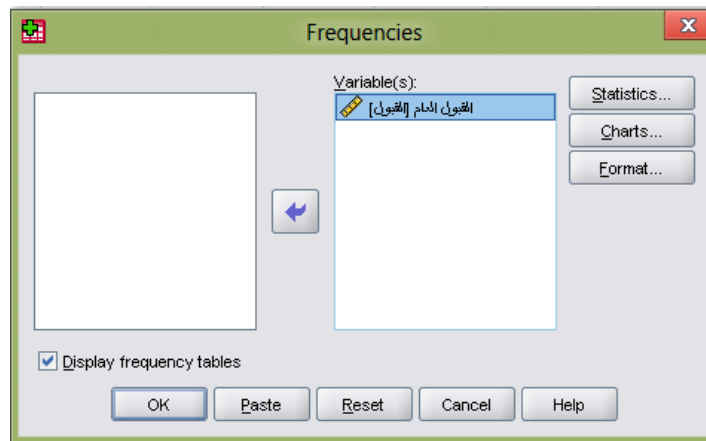 Frequencies
Variable(s):
القبول العام [القبول]
Statistics...
Charts...
Format...
Display frequency tables
OK
Paste
Reset
Cancel
Help